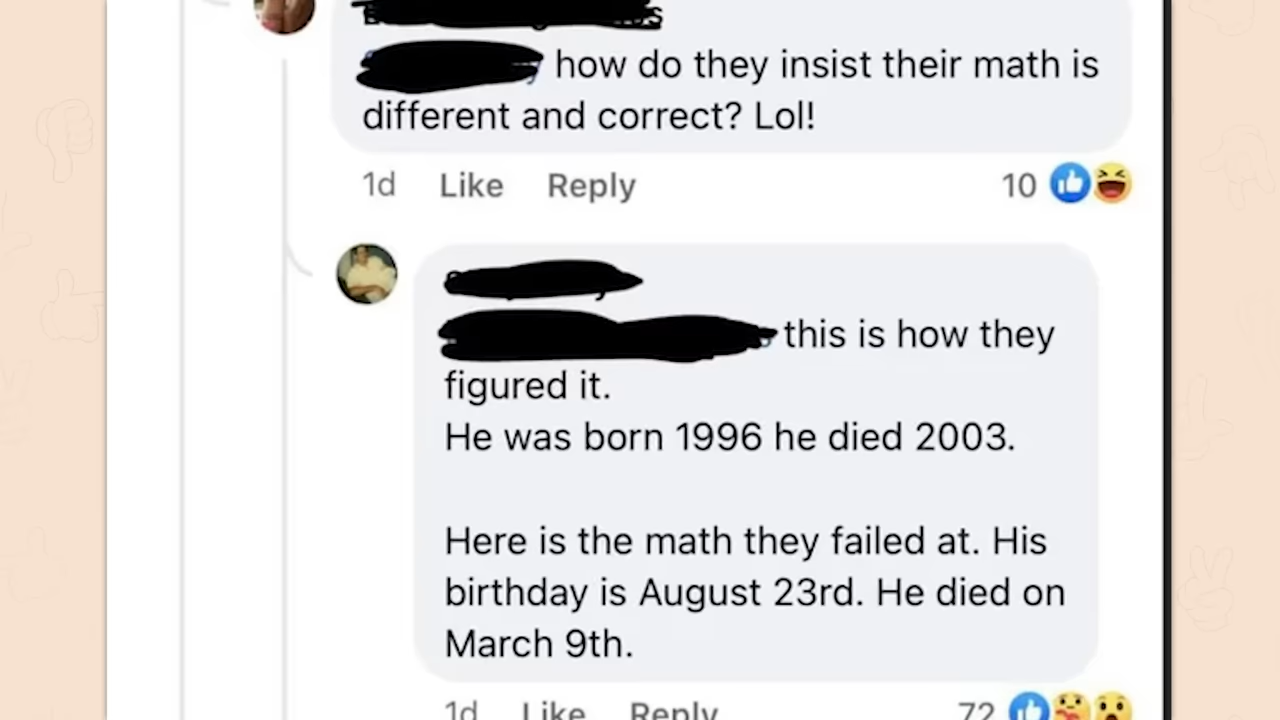 how do they insist their math is
different and correct? Lol!
1d Like Reply 10
this is how they
figured it.
He was born 1996 he died 2003.
Here is the math they failed at. His
birthday is August 23rd. He died on
March 9th.
1d Like Reply 72